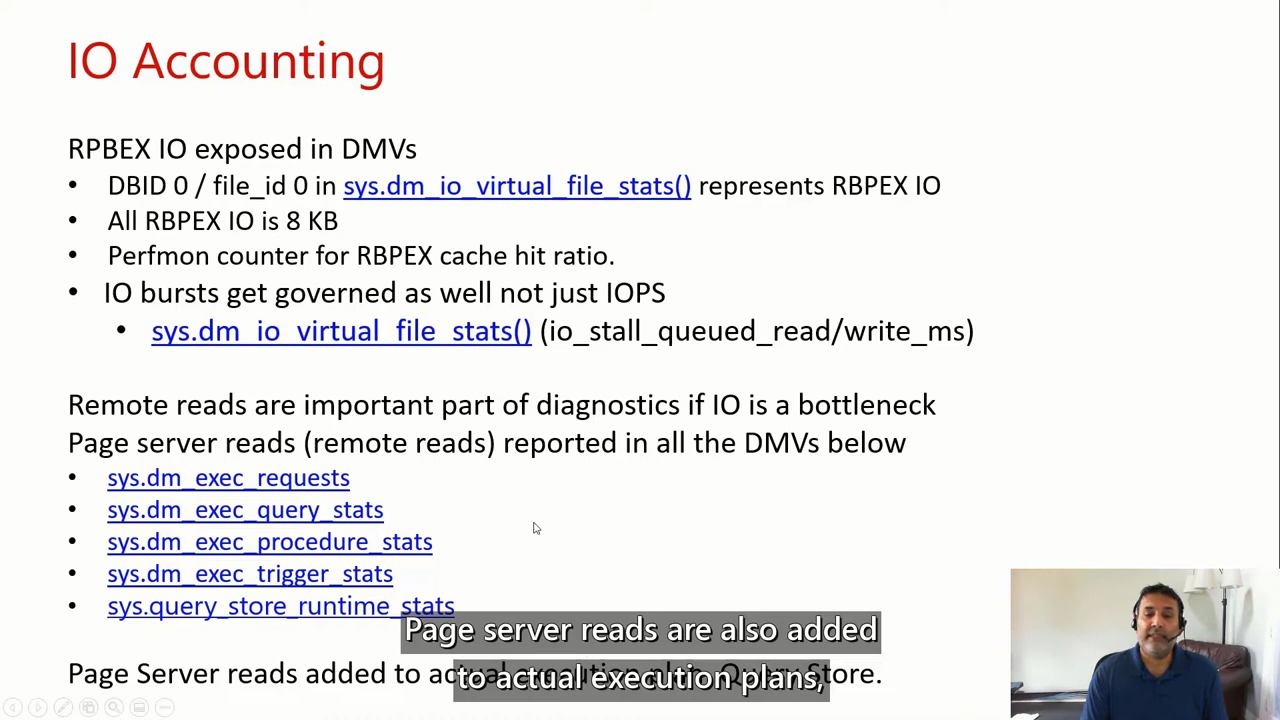 IO Accounting
RPBEX IO exposed in DMVs
• DBID 0 / file_id 0 in sys.dm_io_virtual_file_stats() represents RBPEX IO
• All RBPEX IO is 8 KB
• Perfmon counter for RBPEX cache hit ratio.
• IO bursts get governed as well not just IOPS
• sys.dm_io_virtual_file_stats() (io_stall_queued_read/write_ms)
Remote reads are important part of diagnostics if IO is a bottleneck
Page server reads (remote reads) reported in all the DMVs below
• sys.dm_exec_requests
• sys.dm_exec_query_stats
• sys.dm_exec_procedure_stats
• sys.dm_exec_trigger_stats
• sys.query_store_runtime_stats
Page Server reads added to actual execution plan, Query Store.
Page server reads are also added
to actual execution plans,